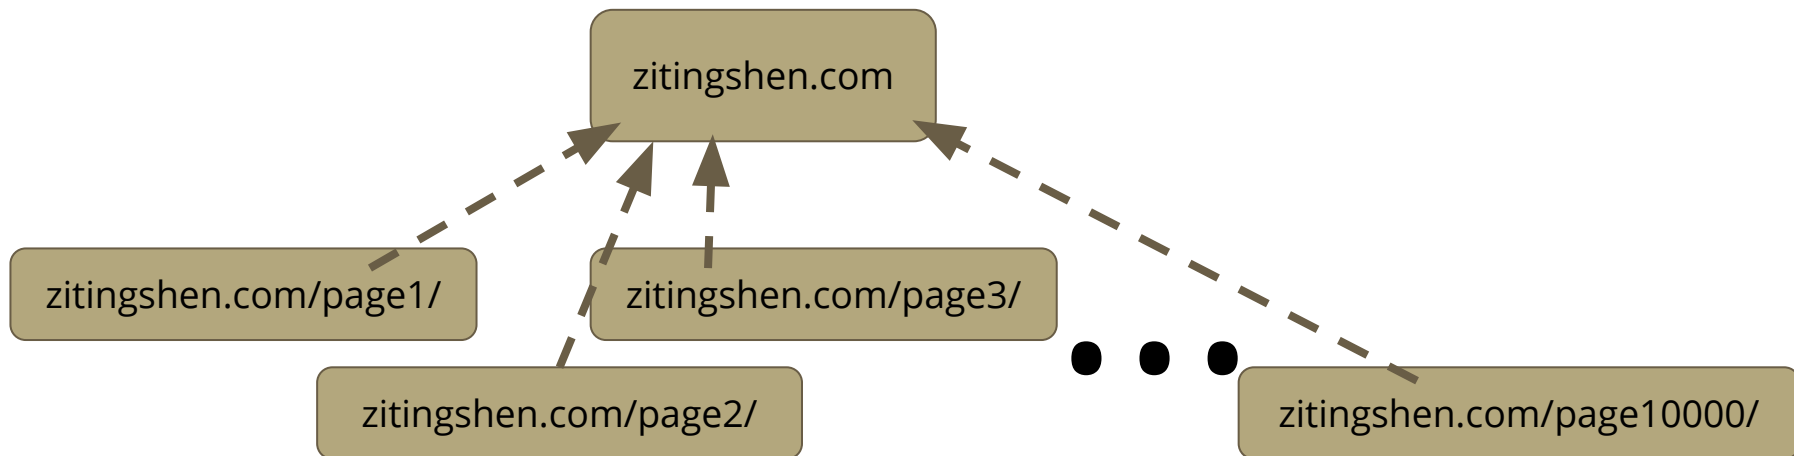 zitingshen.com
zitingshen.com/page1/
zitingshen.com/page3/
zitingshen.com/page2/
zitingshen.com/page10000/